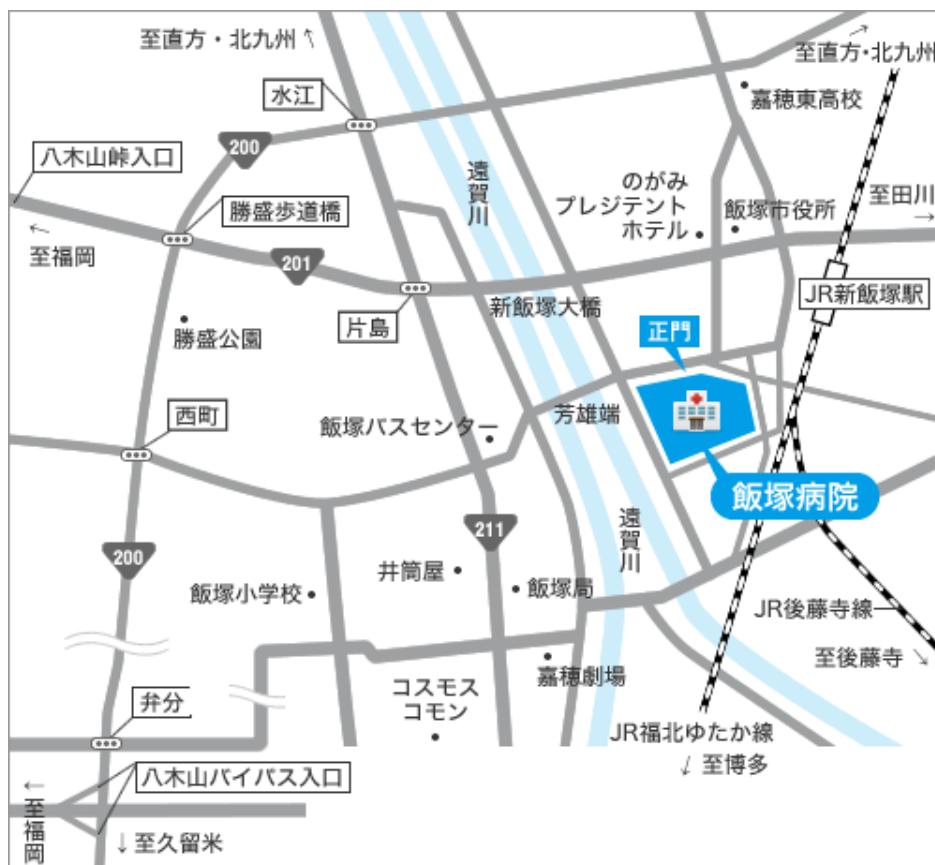 至直方・北九州 ↑
至直方・北九州 →
水江
嘉穂東高校
200
八木山峠入口
遠賀川
のがみ
プレジテント
ホテル
飯塚市役所
至田川
→
勝盛歩道橋
←
至福岡
201
JR新飯塚駅
新飯塚大橋
片島
勝盛公園
正門
西町
芳雄端
飯塚バスセンター
飯塚病院
遠賀川
211
200
井筒屋
飯塚小学校
飯塚局
JR後藤寺線
至後藤寺 ↘
嘉穂劇場
コスモス
コモン
弁分
JR福北ゆたか線
↓ 至博多
八木山バイパス入口
←至福岡
↓至久留米